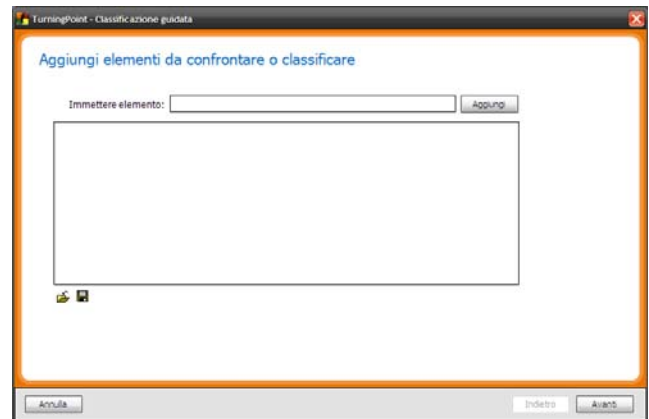 TurningPoint - Classificazione guidata
Aggiungi elementi da confrontare o classificare
Immettere elemento:
Aggiungi
Annulla
Indietro
Avanti